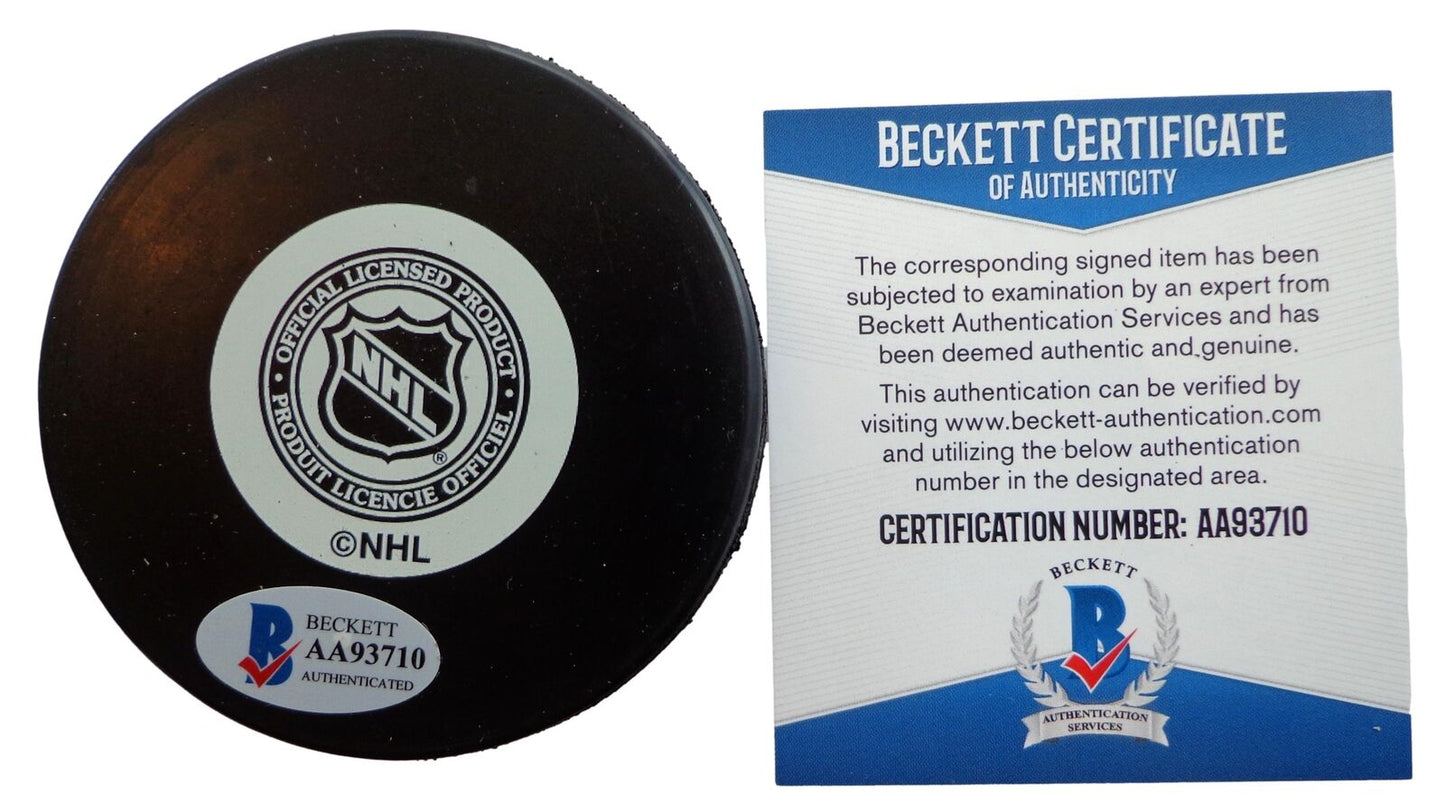 OFFICIAL LICENSED PRODUCT
NHL
®
PRODUIT LICENCIE OFFICIEL
©NHL
BECKETT
AA93710
AUTHENTICATED
BECKETT CERTIFICATE
OF AUTHENTICITY
The corresponding signed item has been
subjected to examination by an expert from
Beckett Authentication Services and has
been deemed authentic and genuine.
This authentication can be verified by
visiting www.beckett-authentication.com
and utilizing the below authentication
number in the designated area.
CERTIFICATION NUMBER: AA93710
BECKETT
B
AUTHENTICATION
SERVICES